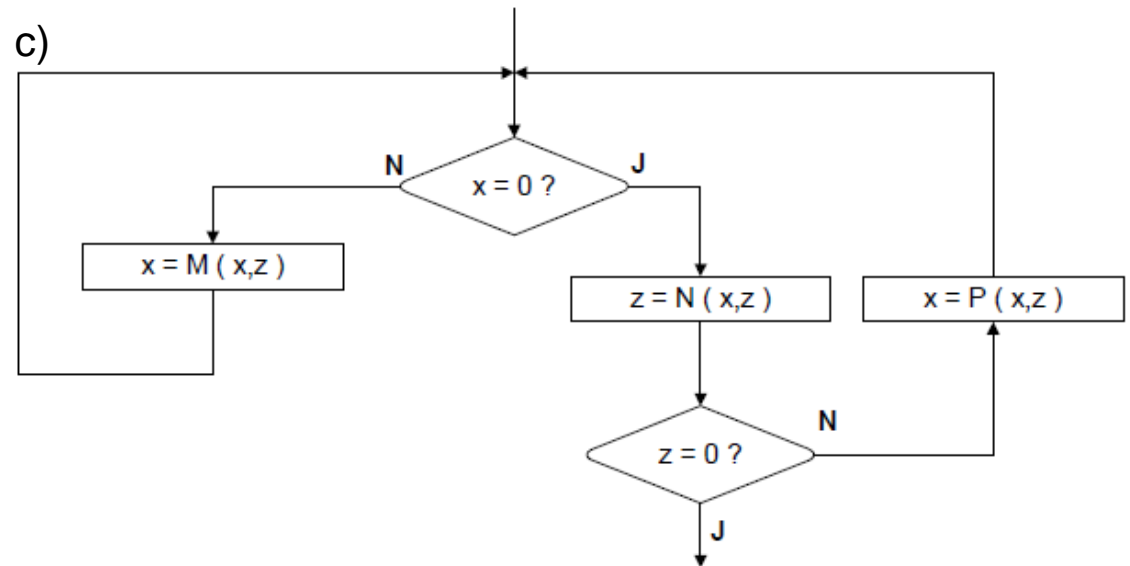 c)
N
J
x = 0 ?
x = M ( x,z )
z = N ( x,z )
x = P ( x,z )
N
z = 0 ?
J